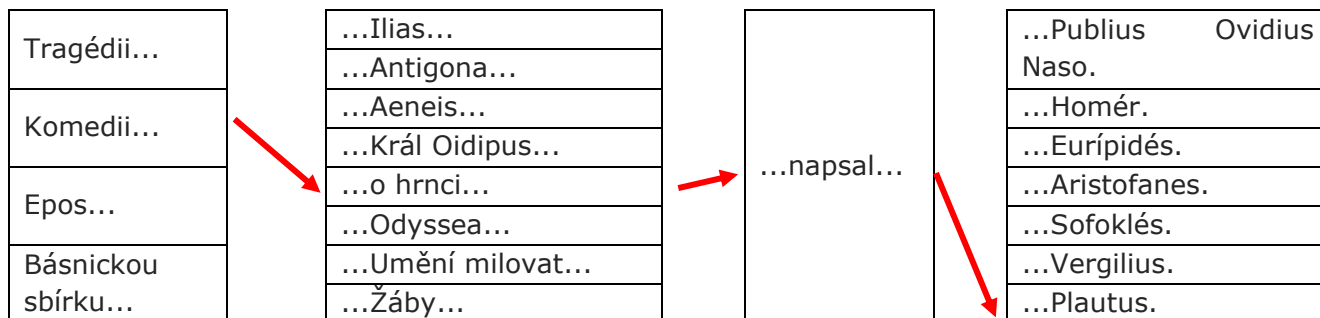 Tragédii...
Komedii...
Epos...
Básnickou
sbírku...
...Ilias...
...Antigona...
...Aeneis...
...Král Oidipus...
...o hrnci...
...Odyssea...
...Umění milovat...
...Žáby...
...napsal...
...Publius Ovidius
Naso.
...Homér.
...Eurípidés.
...Aristofanes.
...Sofoklés.
...Vergilius.
...Plautus.